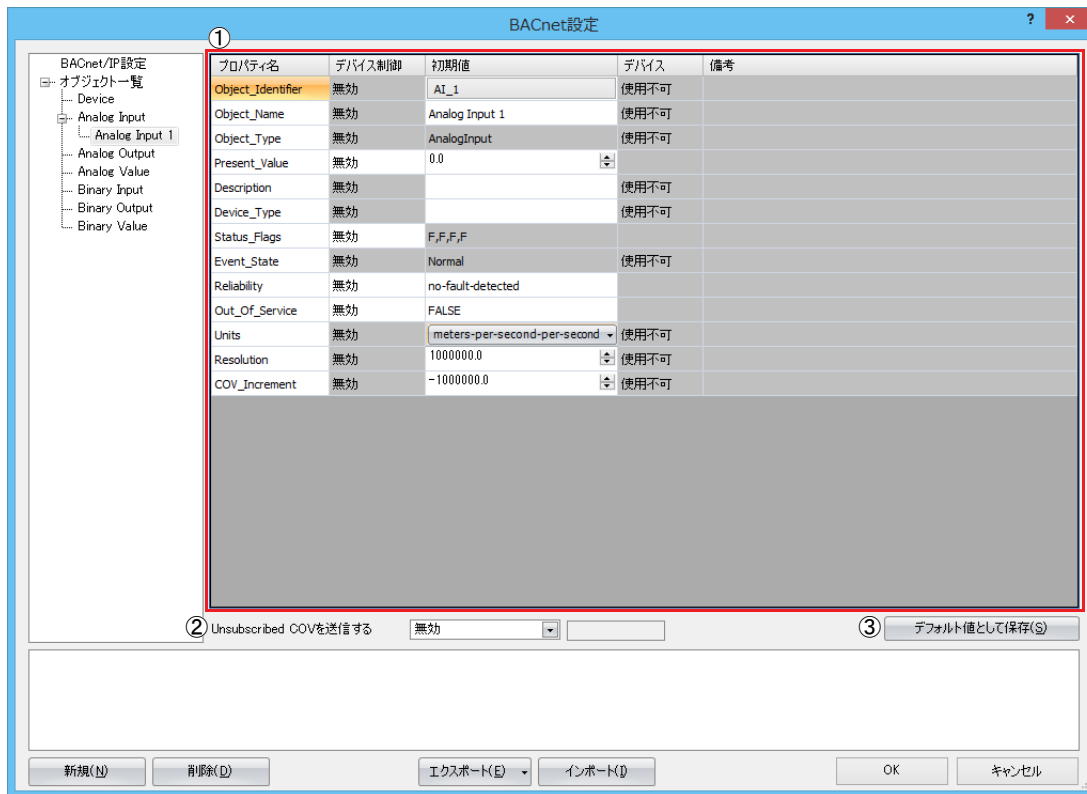 BACnet設定
?
×
①
BACnet/IP設定
オブジェクト一覧
Device
Analog Input
Analog Input 1
Analog Output
Analog Value
Binary Input
Binary Output
Binary Value
プロパティ名 デバイス制御 初期値 デバイス 備考
Object_Identifier 無効 AI_1 使用不可
Object_Name 無効 Analog Input 1 使用不可
Object_Type 無効 AnalogInput 使用不可
Present_Value 無効 0.0
Description 無効 使用不可
Device_Type 無効 使用不可
Status_Flags 無効 F,F,F,F
Event_State 無効 Normal 使用不可
Reliability 無効 no-fault-detected
Out_Of_Service 無効 FALSE
Units 無効 meters-per-second-per-second 使用不可
Resolution 無効 1000000.0 使用不可
COV_Increment 無効 -1000000.0 使用不可
② Unsubscribed COVを送信する 無効 ③ デフォルト値として保存(S)
新規(N) 削除(D) エクスポート(E) インポート(I) OK キャンセル